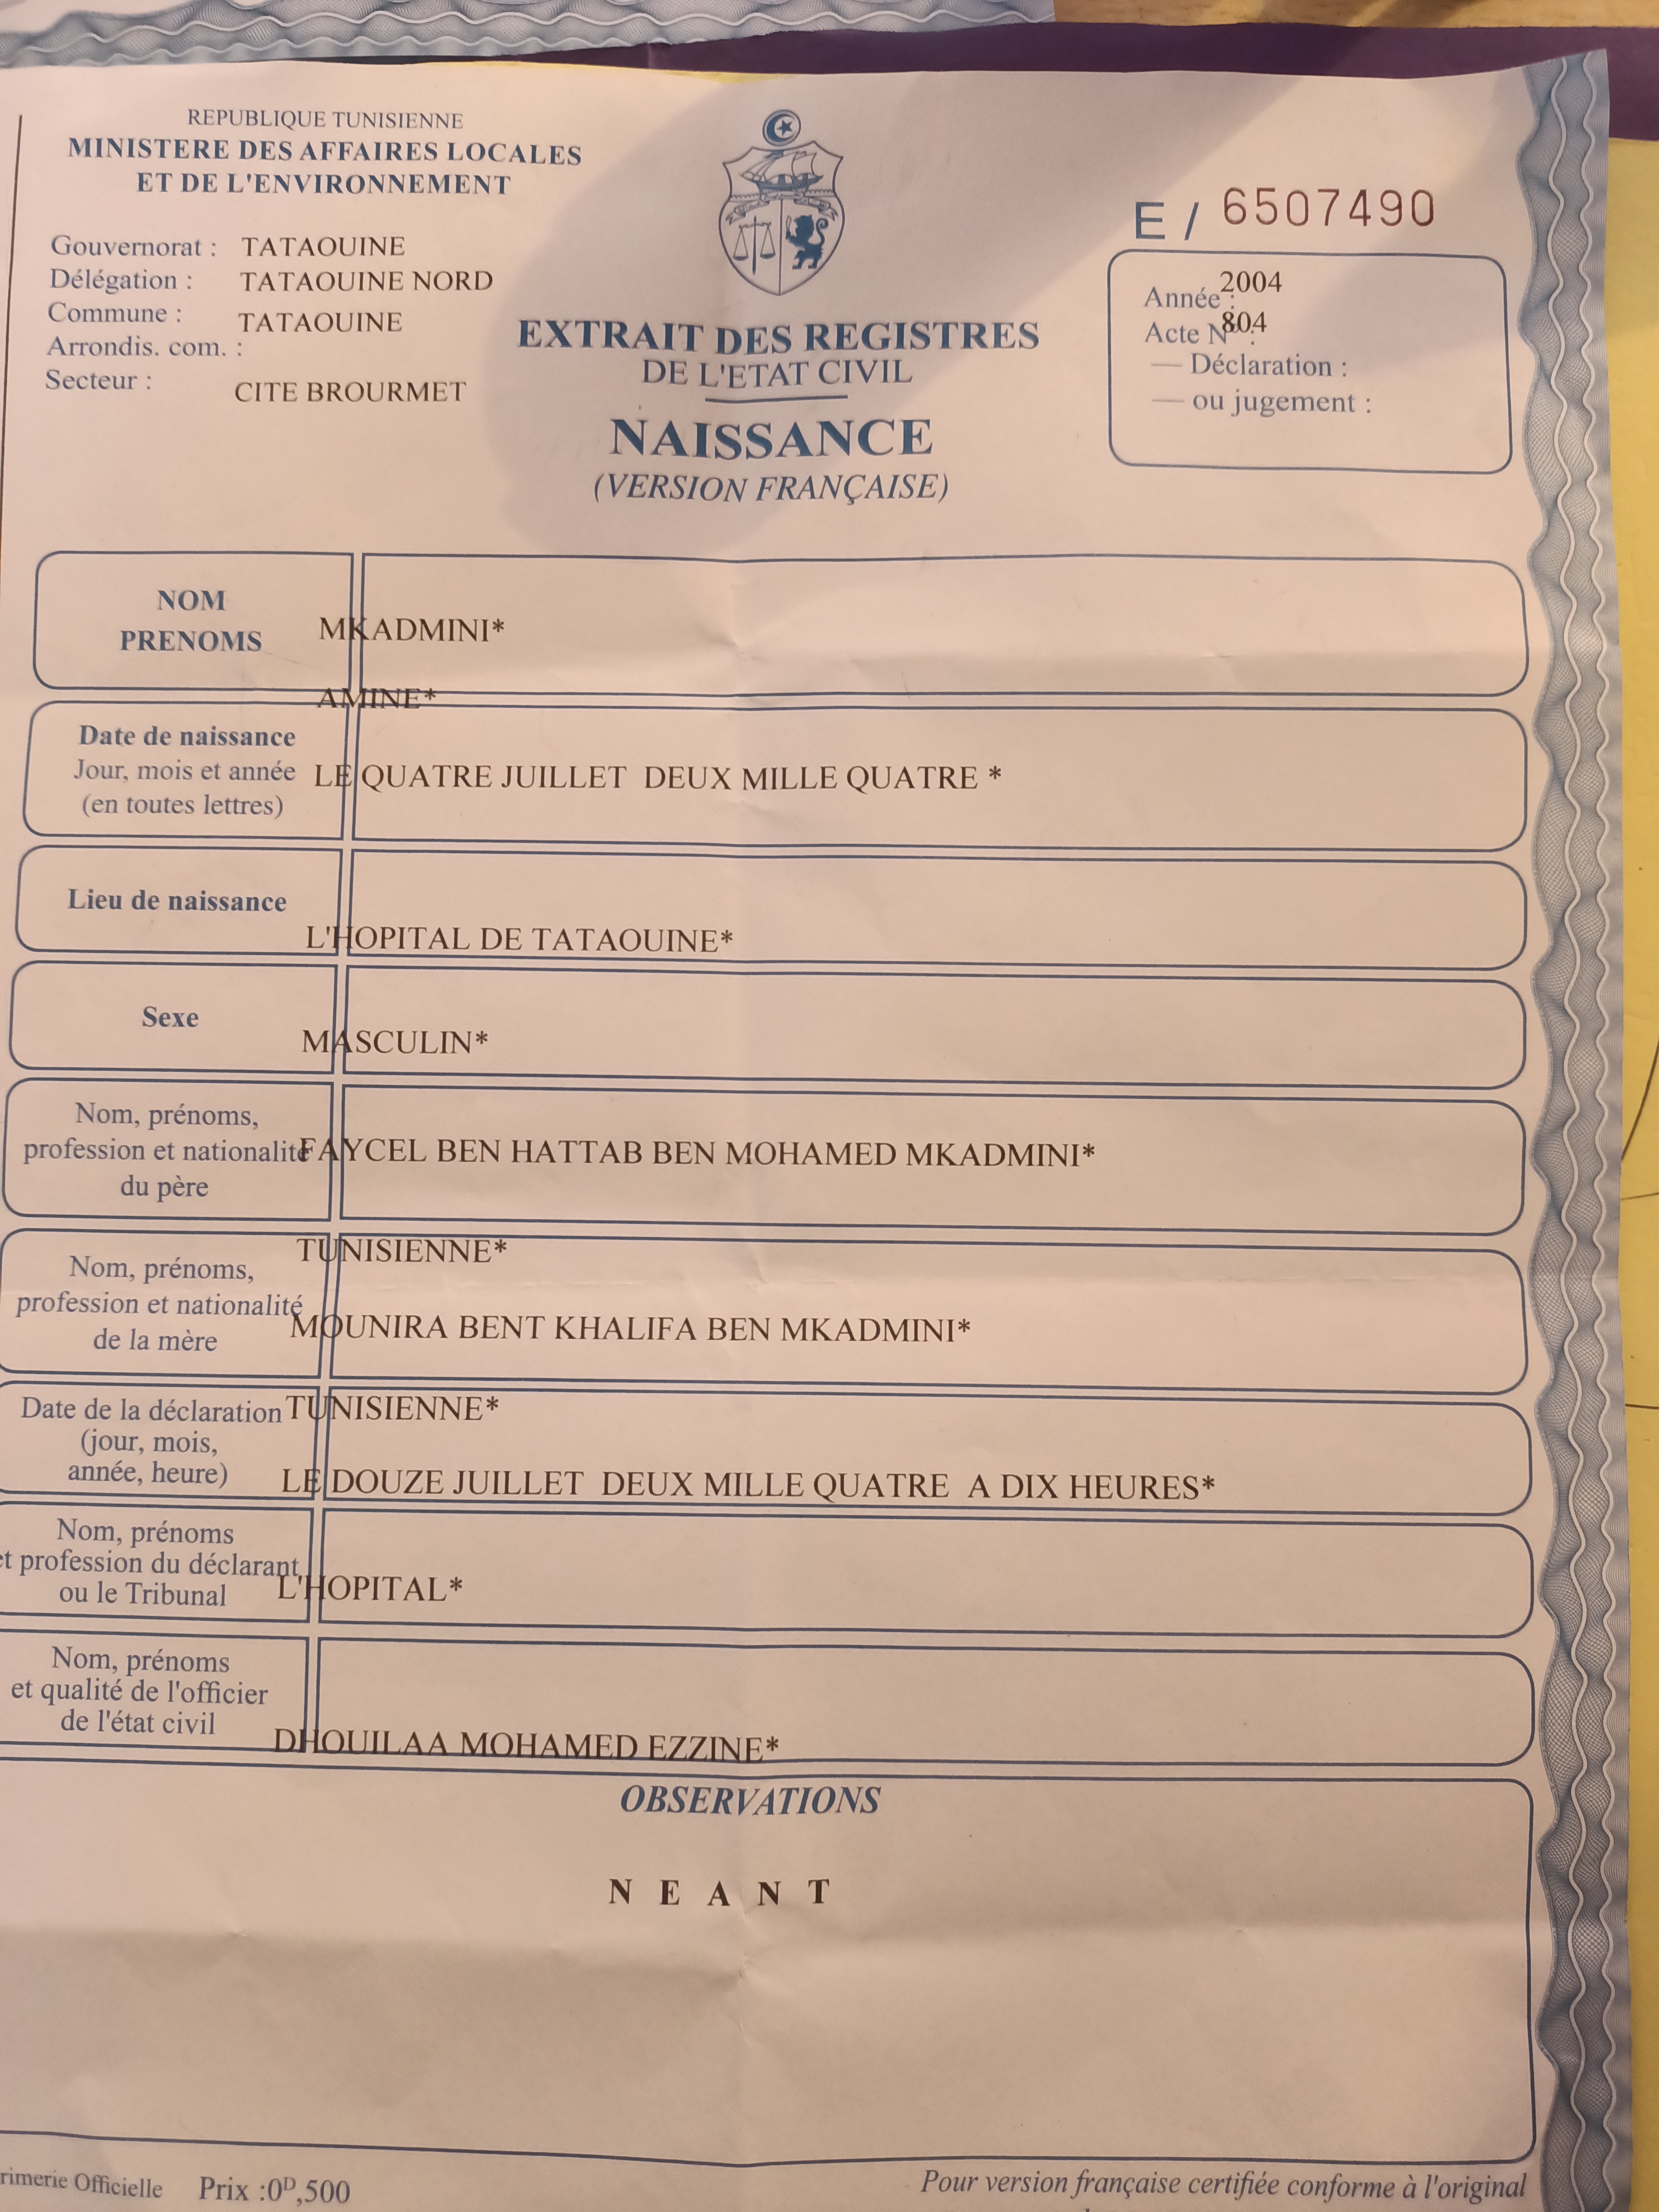 REPUBLIQUE TUNISIENNE
MINISTERE DES AFFAIRES LOCALES
ET DE L'ENVIRONNEMENT
Gouvernorat : TATAOUINE
Délégation : TATAOUINE NORD
Commune : TATAOUINE
Arrondis. com. :
Secteur : CITE BROURMET
E / 6507490
Année : 2004
Acte N° : 804
— Déclaration :
— ou jugement :
EXTRAIT DES REGISTRES
DE L'ETAT CIVIL
NAISSANCE
(VERSION FRANÇAISE)
NOM
PRENOMS
MKADMINI*
AMINE*
Date de naissance
Jour, mois et année
(en toutes lettres)
LE QUATRE JUILLET DEUX MILLE QUATRE *
Lieu de naissance
L'HOPITAL DE TATAOUINE*
Sexe
MASCULIN*
Nom, prénoms,
profession et nationalité
du père
FAYCEL BEN HATTAB BEN MOHAMED MKADMINI*
TUNISIENNE*
Nom, prénoms,
profession et nationalité
de la mère
MOUNIRA BENT KHALIFA BEN MKADMINI*
TUNISIENNE*
Date de la déclaration
(jour, mois,
année, heure)
LE DOUZE JUILLET DEUX MILLE QUATRE A DIX HEURES*
Nom, prénoms
et profession du déclarant
ou le Tribunal
L'HOPITAL*
Nom, prénoms
et qualité de l'officier
de l'état civil
DHOUILAA MOHAMED EZZINE*
OBSERVATIONS
N E A N T
rimerie Officielle Prix :0D,500
Pour version française certifiée conforme à l'original